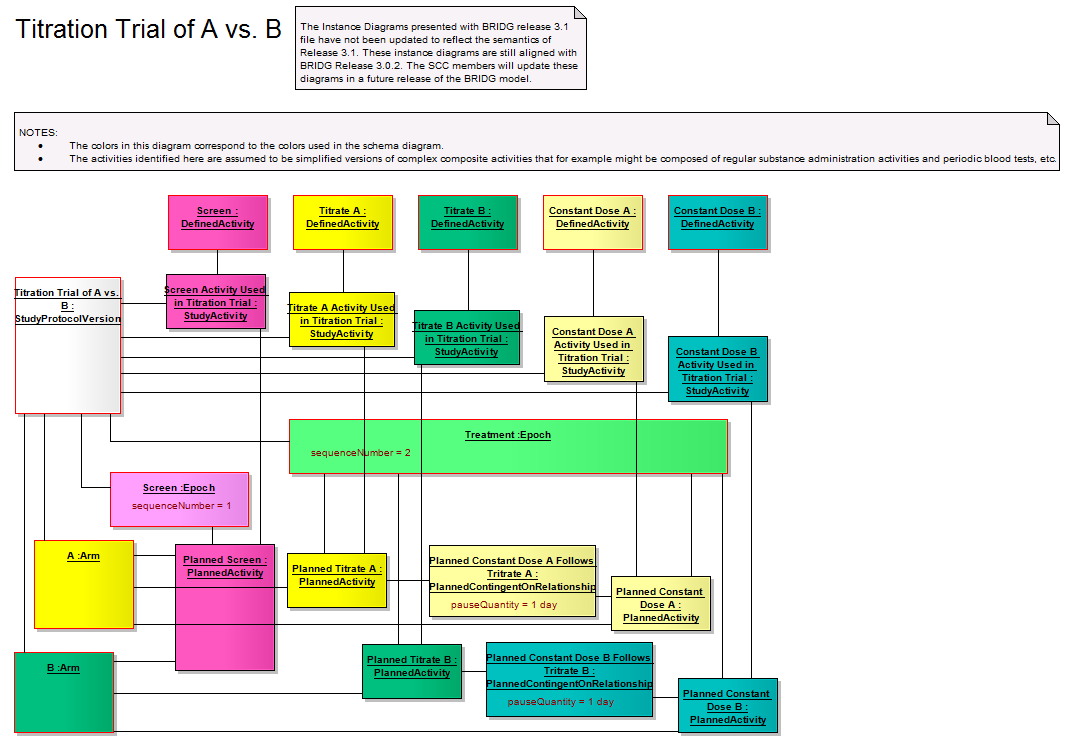 Titration Trial of A vs. B
The Instance Diagrams presented with BRIDG release 3.1
file have not been updated to reflect the semantics of
Release 3.1. These instance diagrams are still aligned with
BRIDG Release 3.0.2. The SCC members will update these
diagrams in a future release of the BRIDG model.
NOTES:
• The colors in this diagram correspond to the colors used in the schema diagram.
• The activities identified here are assumed to be simplified versions of complex composite activities that for example might be composed of regular substance administration activities and periodic blood tests, etc.
Screen :
DefinedActivity
Titrate A :
DefinedActivity
Titrate B :
DefinedActivity
Constant Dose A :
DefinedActivity
Constant Dose B :
DefinedActivity
Titration Trial of A vs.
B :
StudyProtocolVersion
Screen Activity Used
in Titration Trial :
StudyActivity
Titrate A Activity Used
in Titration Trial :
StudyActivity
Titrate B Activity Used
in Titration Trial :
StudyActivity
Constant Dose A
Activity Used in
Titration Trial :
StudyActivity
Constant Dose B
Activity Used in
Titration Trial :
StudyActivity
Treatment :Epoch
sequenceNumber = 2
Screen :Epoch
sequenceNumber = 1
A :Arm
Planned Screen :
PlannedActivity
Planned Titrate A :
PlannedActivity
Planned Constant Dose A Follows
Tritrate A :
PlannedContingentOnRelationship
pauseQuantity = 1 day
Planned Constant
Dose A :
PlannedActivity
B :Arm
Planned Titrate B :
PlannedActivity
Planned Constant Dose B Follows
Tritrate B :
PlannedContingentOnRelationship
pauseQuantity = 1 day
Planned Constant
Dose B :
PlannedActivity